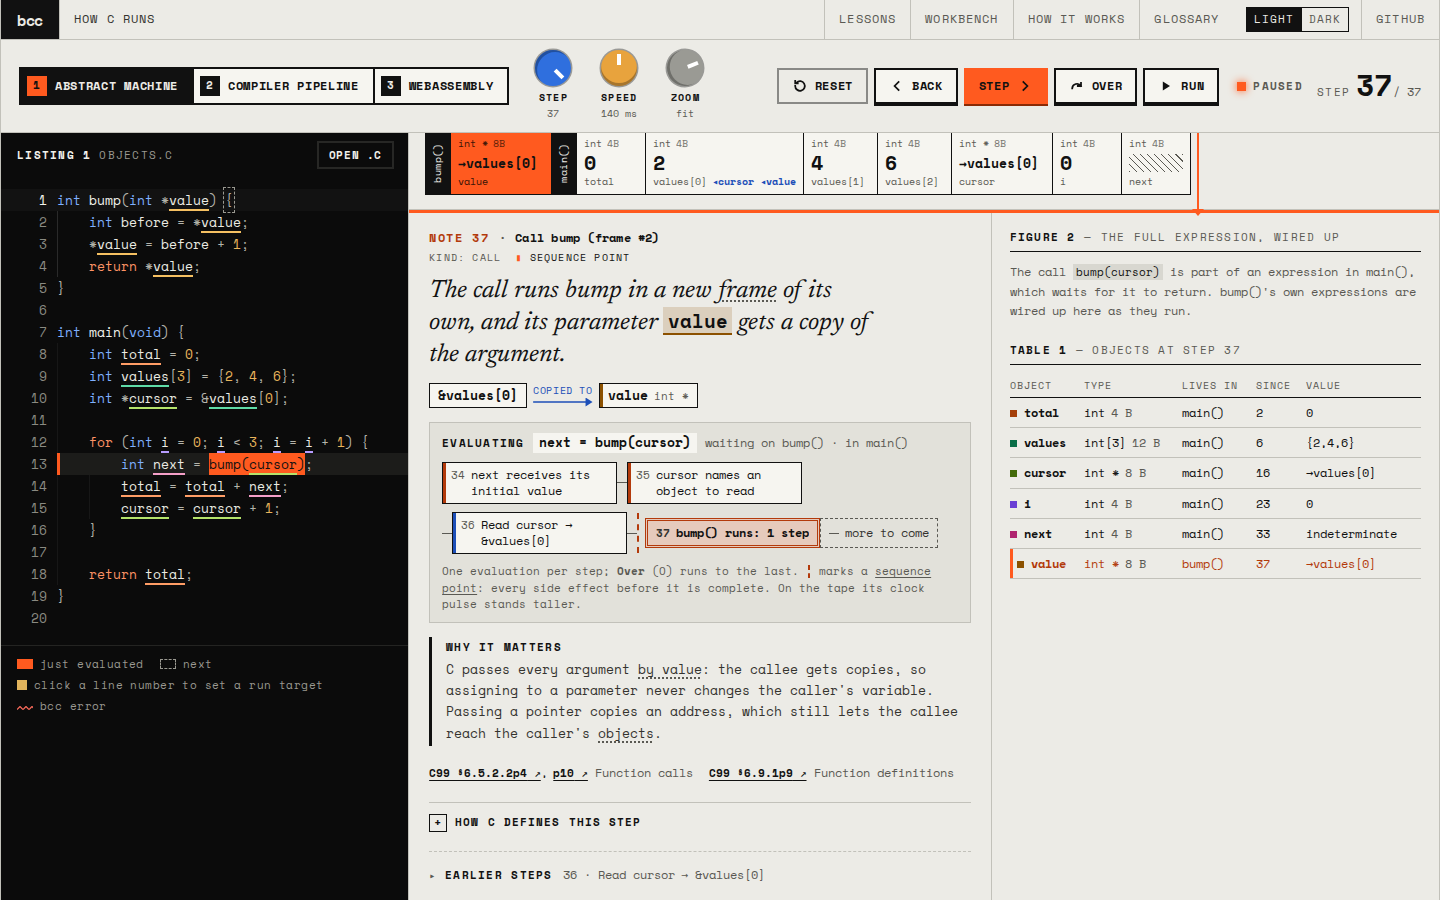 bcc HOW C RUNS LESSONS WORKBENCH HOW IT WORKS GLOSSARY LIGHT DARK GITHUB
1 ABSTRACT MACHINE 2 COMPILER PIPELINE 3 WEBASSEMBLY
STEP SPEED ZOOM
37 140 ms fit
RESET BACK STEP OVER RUN PAUSED STEP 37 / 37
LISTING 1 OBJECTS.C OPEN .C
1 int bump(int *value) {
2 int before = *value;
3 *value = before + 1;
4 return *value;
5 }
6
7 int main(void) {
8 int total = 0;
9 int values[3] = {2, 4, 6};
10 int *cursor = &values[0];
11
12 for (int i = 0; i < 3; i = i + 1) {
13 int next = bump(cursor);
14 total = total + next;
15 cursor = cursor + 1;
16 }
17
18 return total;
19 }
20
just evaluated next
click a line number to set a run target
bcc error
bump()
int * 8B
→values[0]
value
main()
int 4B
0
total
int 4B
2
values[0] ◂cursor ◂value
int 4B
4
values[1]
int 4B
6
values[2]
int * 8B
→values[0]
cursor
int 4B
0
i
int 4B
next
NOTE 37 · Call bump (frame #2)
KIND: CALL SEQUENCE POINT
The call runs bump in a new frame of its
own, and its parameter value gets a copy of
the argument.
&values[0] COPIED TO value int *
EVALUATING next = bump(cursor) waiting on bump() · in main()
34 next receives its
initial value
35 cursor names an
object to read
36 Read cursor →
&values[0]
37 bump() runs: 1 step
— more to come
One evaluation per step; Over (O) runs to the last. ¦ marks a sequence
point: every side effect before it is complete. On the tape its clock
pulse stands taller.
WHY IT MATTERS
C passes every argument by value: the callee gets copies, so
assigning to a parameter never changes the caller's variable.
Passing a pointer copies an address, which still lets the callee
reach the caller's objects.
C99 §6.5.2.2p4 ↗, p10 ↗ Function calls C99 §6.9.1p9 ↗ Function definitions
+ HOW C DEFINES THIS STEP
▸ EARLIER STEPS 36 · Read cursor → &values[0]
FIGURE 2 — THE FULL EXPRESSION, WIRED UP
The call bump(cursor) is part of an expression in main(),
which waits for it to return. bump()'s own expressions are
wired up here as they run.
TABLE 1 — OBJECTS AT STEP 37
OBJECT TYPE LIVES IN SINCE VALUE
total int 4 B main() 2 0
values int[3] 12 B main() 6 {2,4,6}
cursor int * 8 B main() 16 →values[0]
i int 4 B main() 23 0
next int 4 B main() 33 indeterminate
value int * 8 B bump() 37 →values[0]